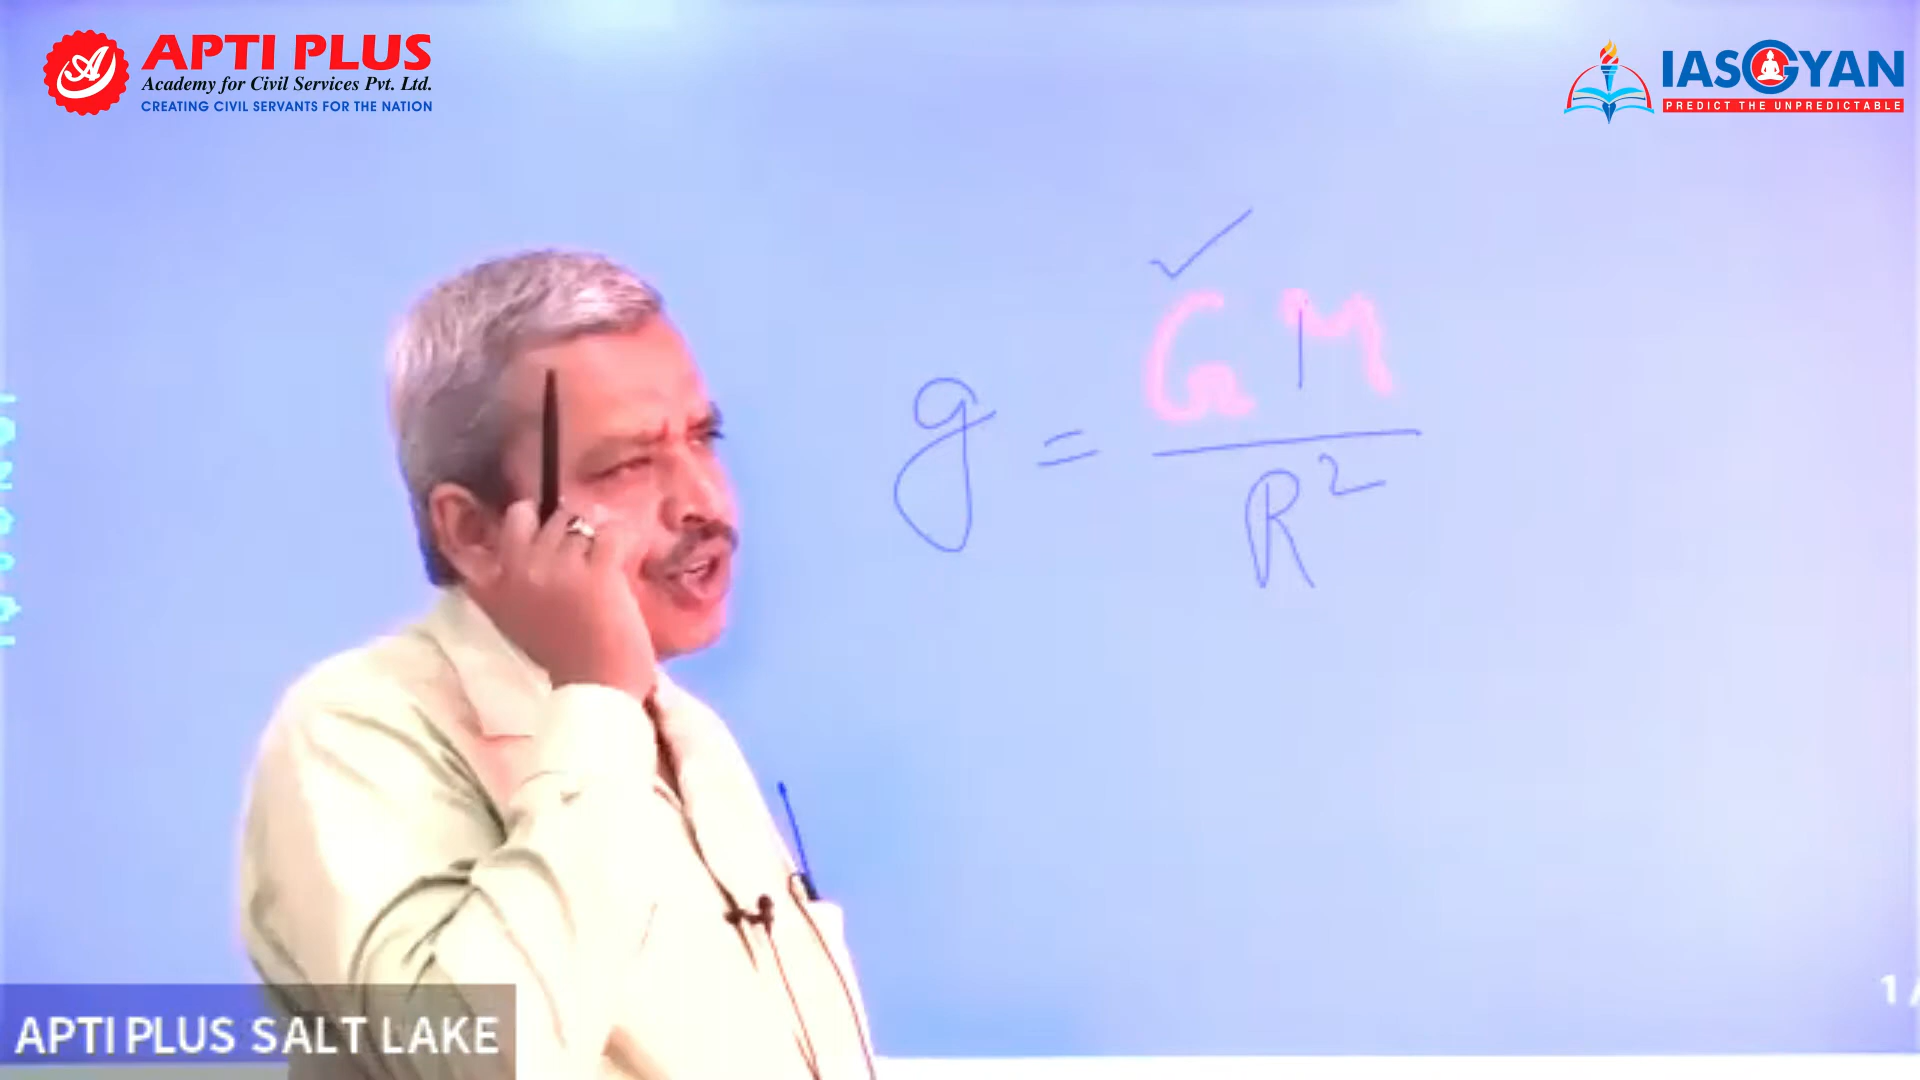 APTI PLUS
Academy for Civil Services Pvt. Ltd.
CREATING CIVIL SERVANTS FOR THE NATION
IASGYAN
PREDICT THE UNPREDICTABLE
g = GM / R²
APTI PLUS SALT LAKE
1 /